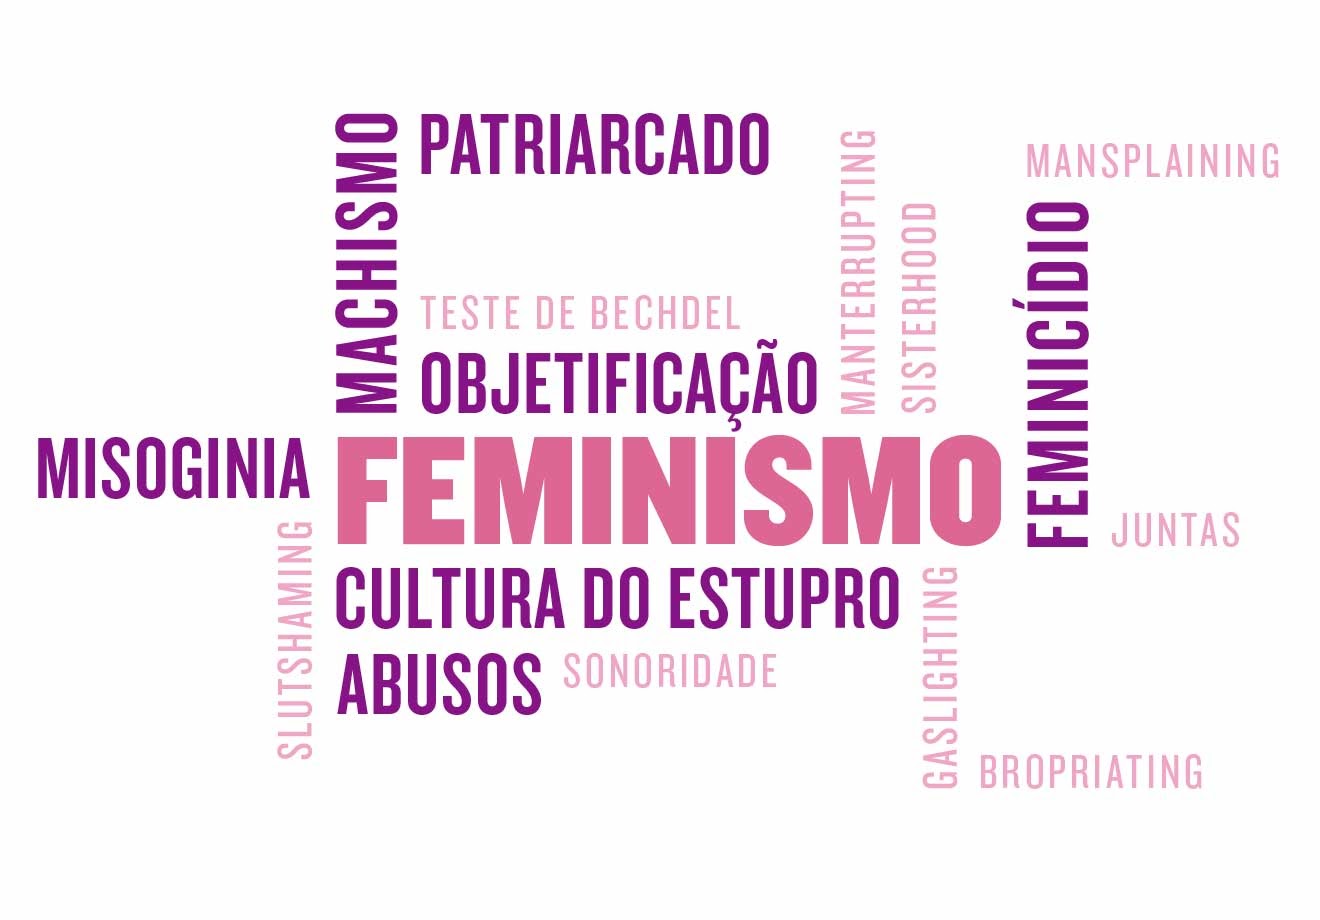 MACHISMO
PATRIARCADO
MANTERRUPTING
MANSPLAINING
SISTERHOOD
FEMINICÍDIO
TESTE DE BECHDEL
OBJETIFICAÇÃO
MISOGINIA
FEMINISMO
JUNTAS
SLUTSHAMING
CULTURA DO ESTUPRO
GASLIGHTING
ABUSOS
SONORIDADE
BROPRIATING